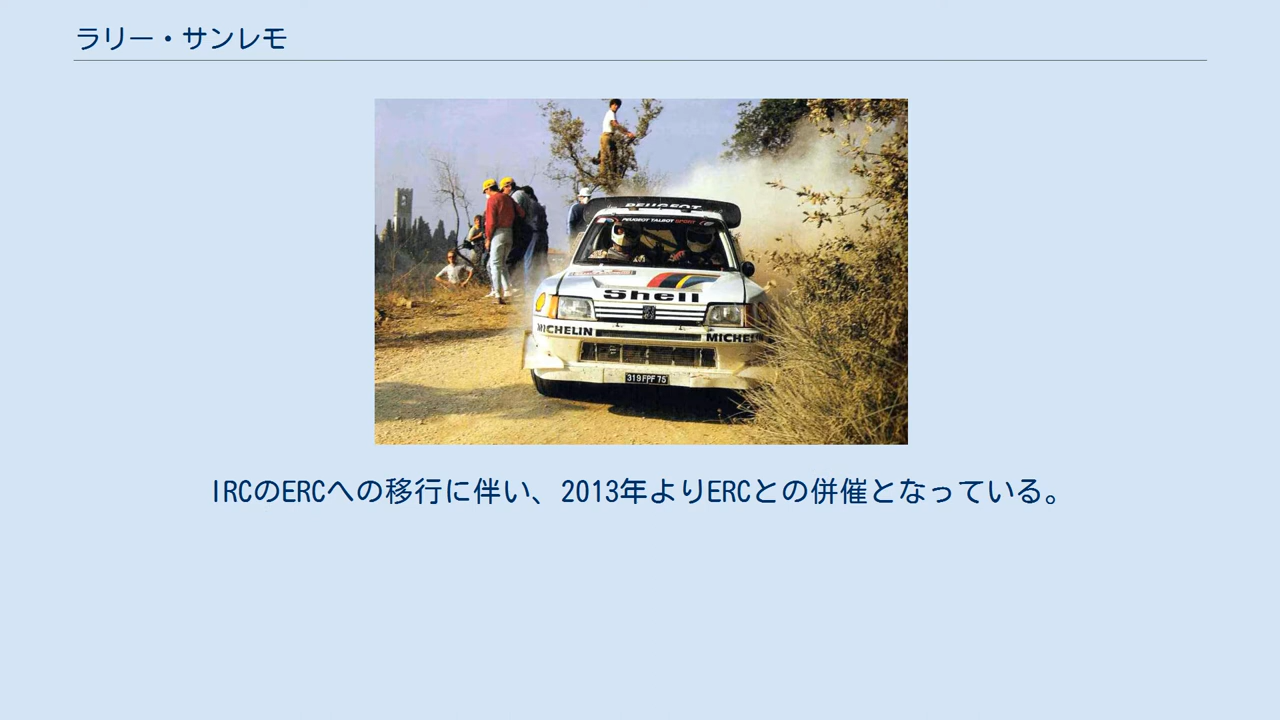 ラリー・サンレモ
PEUGEOT
PEUGEOT TALBOT SPORT
Shell
MICHELIN MICHEL
319 FPF 75
IRCのERCへの移行に伴い、2013年よりERCとの併催となっている。